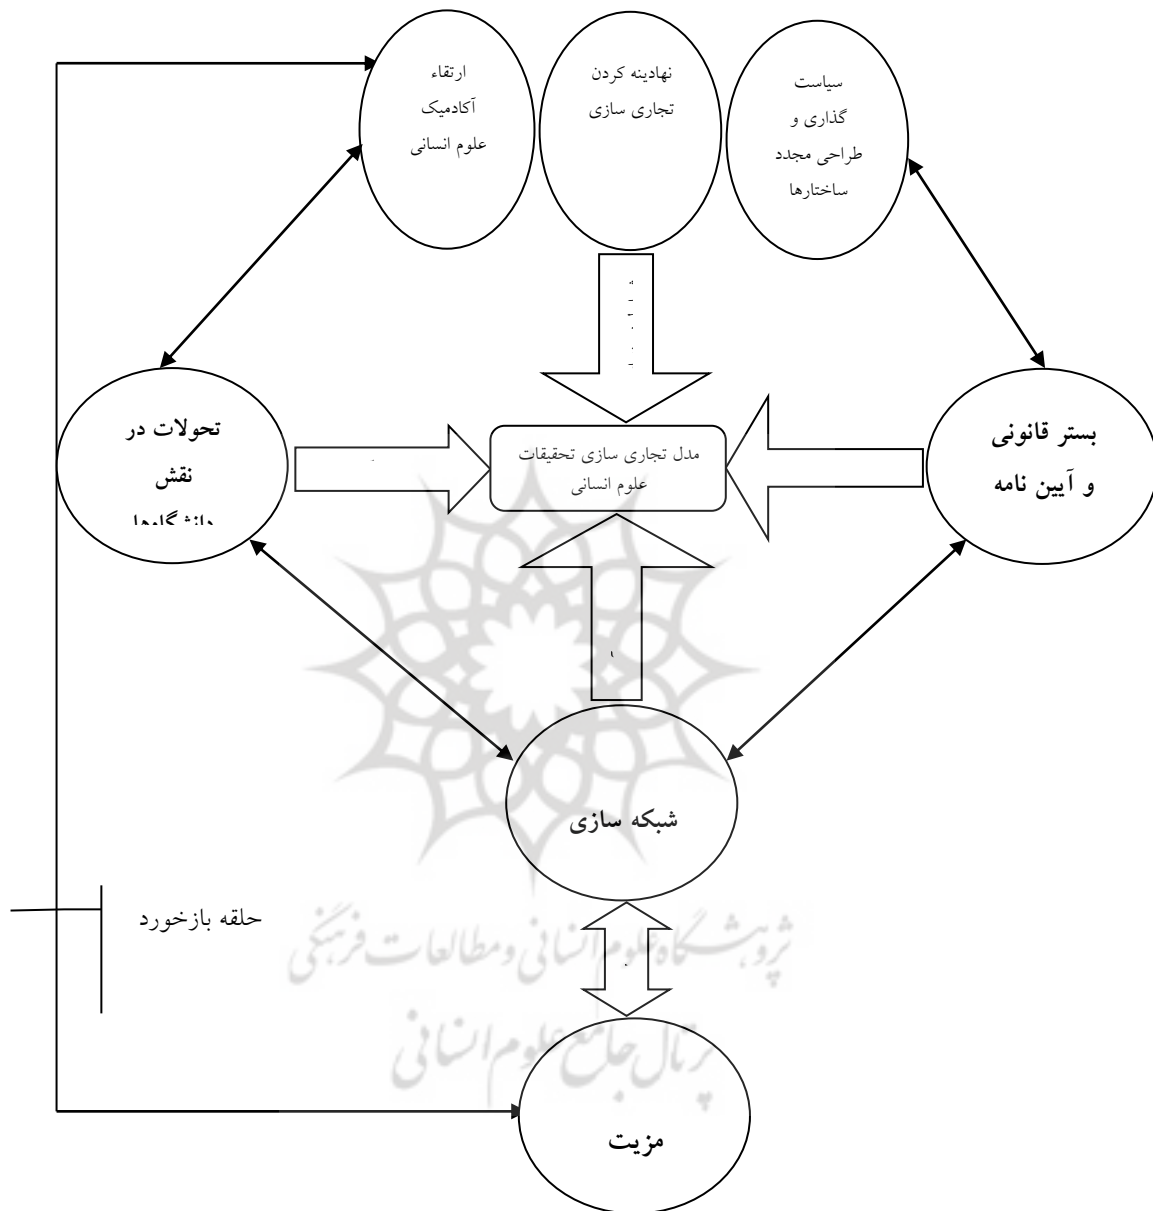 سیاست
گذاری و
طراحی مجدد
ساختارها
نهادینه کردن
تجاری سازی
ارتقاء
آکادمیک
علوم انسانی
بستر قانونی
و آیین نامه
مدل تجاری سازی تحقیقات
علوم انسانی
تحولات در
نقش
دانشگاهها
شبکه سازی
حلقه بازخورد
پژوهشگاه علوم انسانی و مطالعات فرهنگی
پرتال جامع علوم انسانی
مزیت